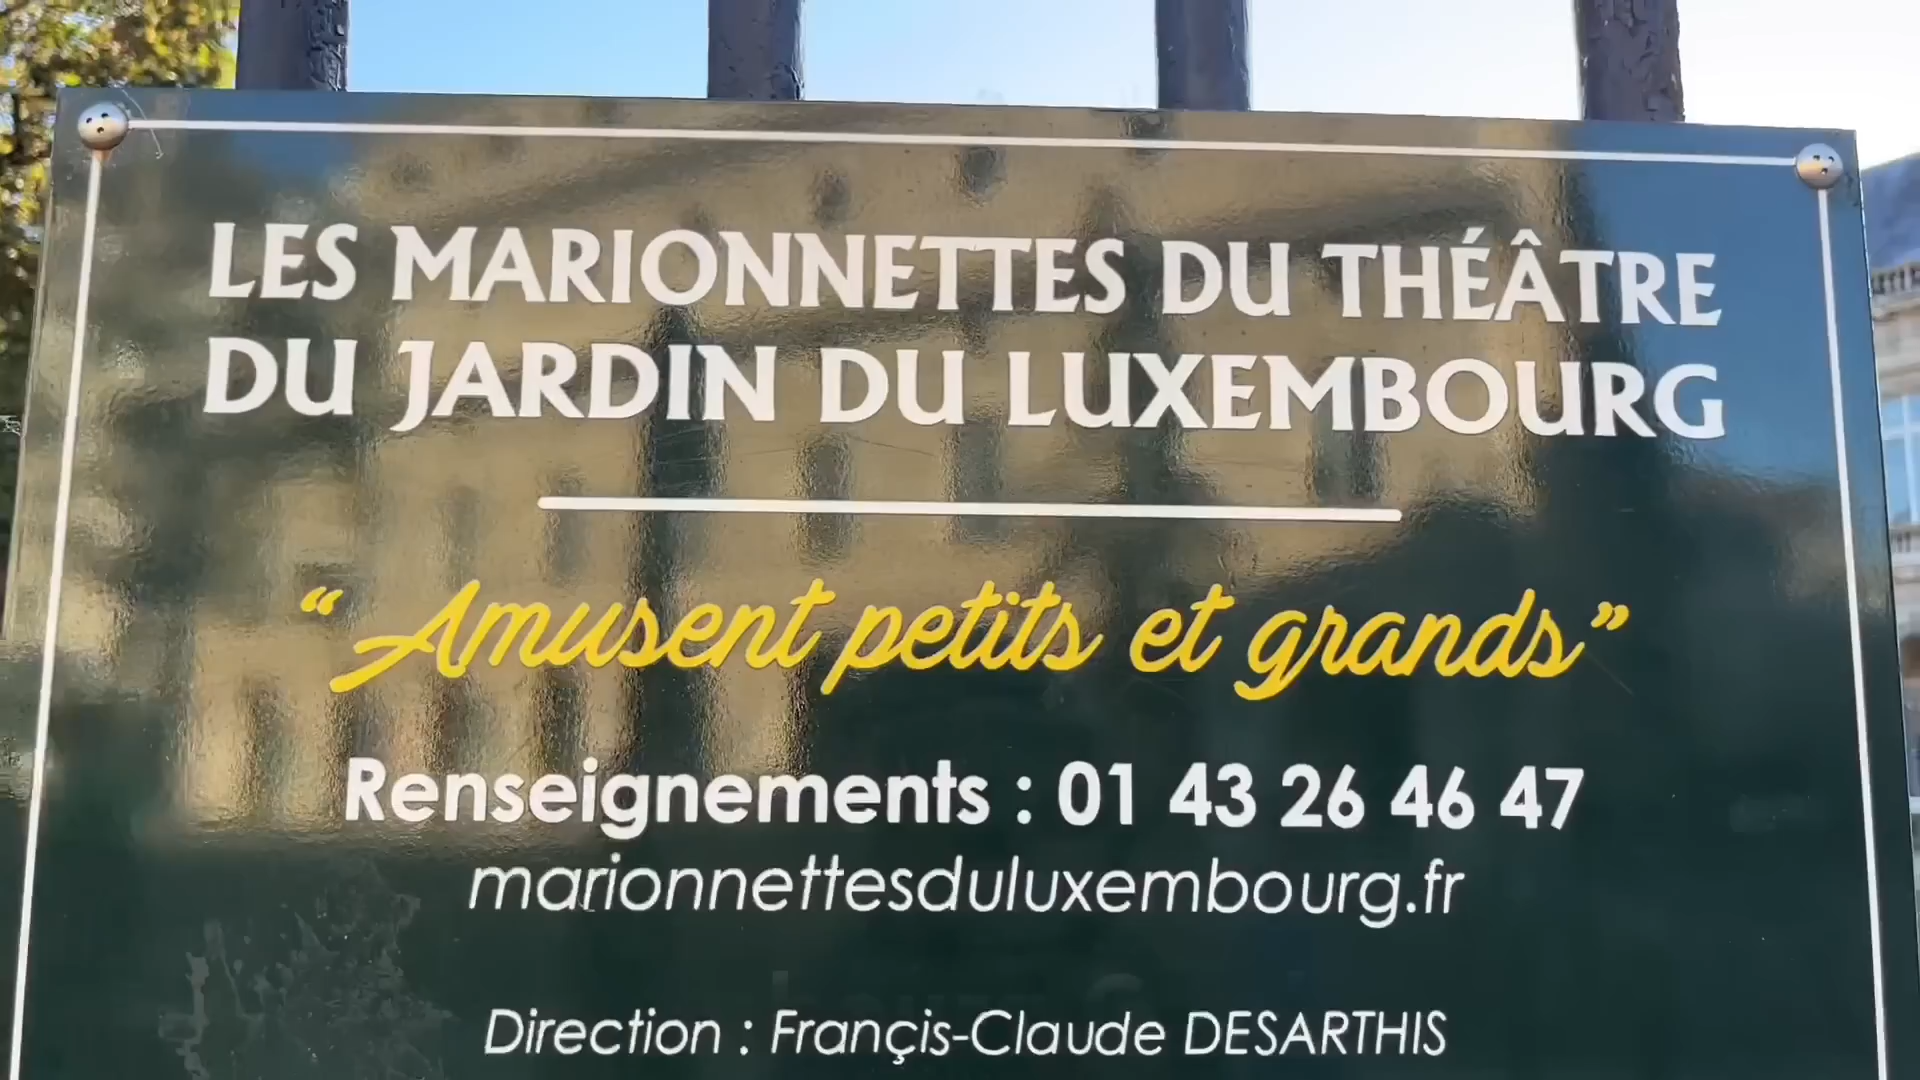 LES MARIONNETTES DU THÉÂTRE
DU JARDIN DU LUXEMBOURG
“Amusent petits et grands”
Renseignements : 01 43 26 46 47
marionnettesduluxembourg.fr
Direction : Françis-Claude DESARTHIS